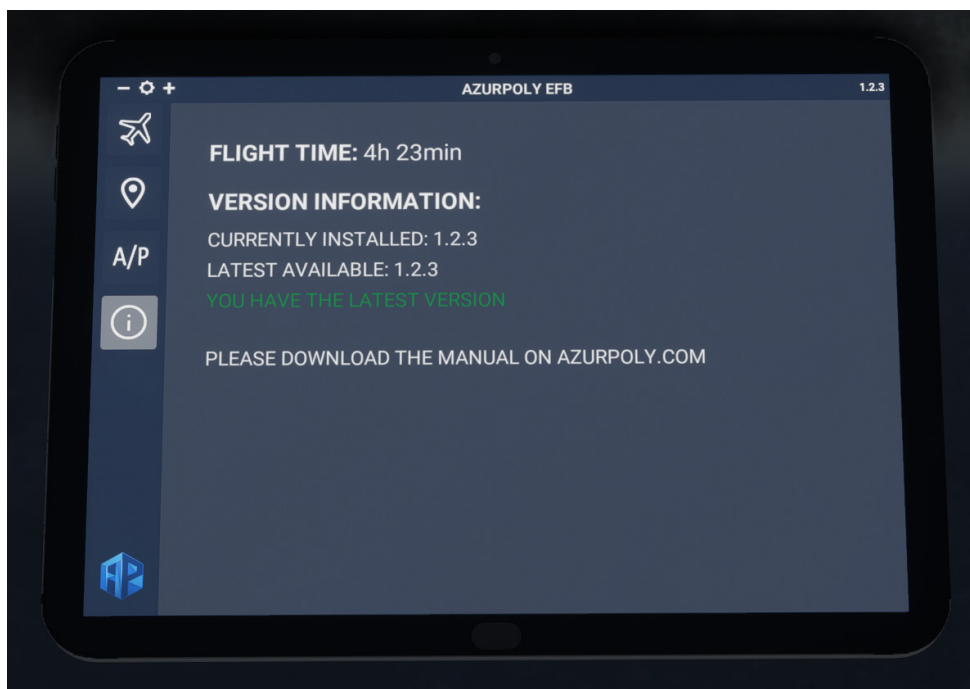 AZURPOLY EFB
1.2.3
FLIGHT TIME: 4h 23min
VERSION INFORMATION:
CURRENTLY INSTALLED: 1.2.3
LATEST AVAILABLE: 1.2.3
YOU HAVE THE LATEST VERSION
A/P
PLEASE DOWNLOAD THE MANUAL ON AZURPOLY.COM
AP